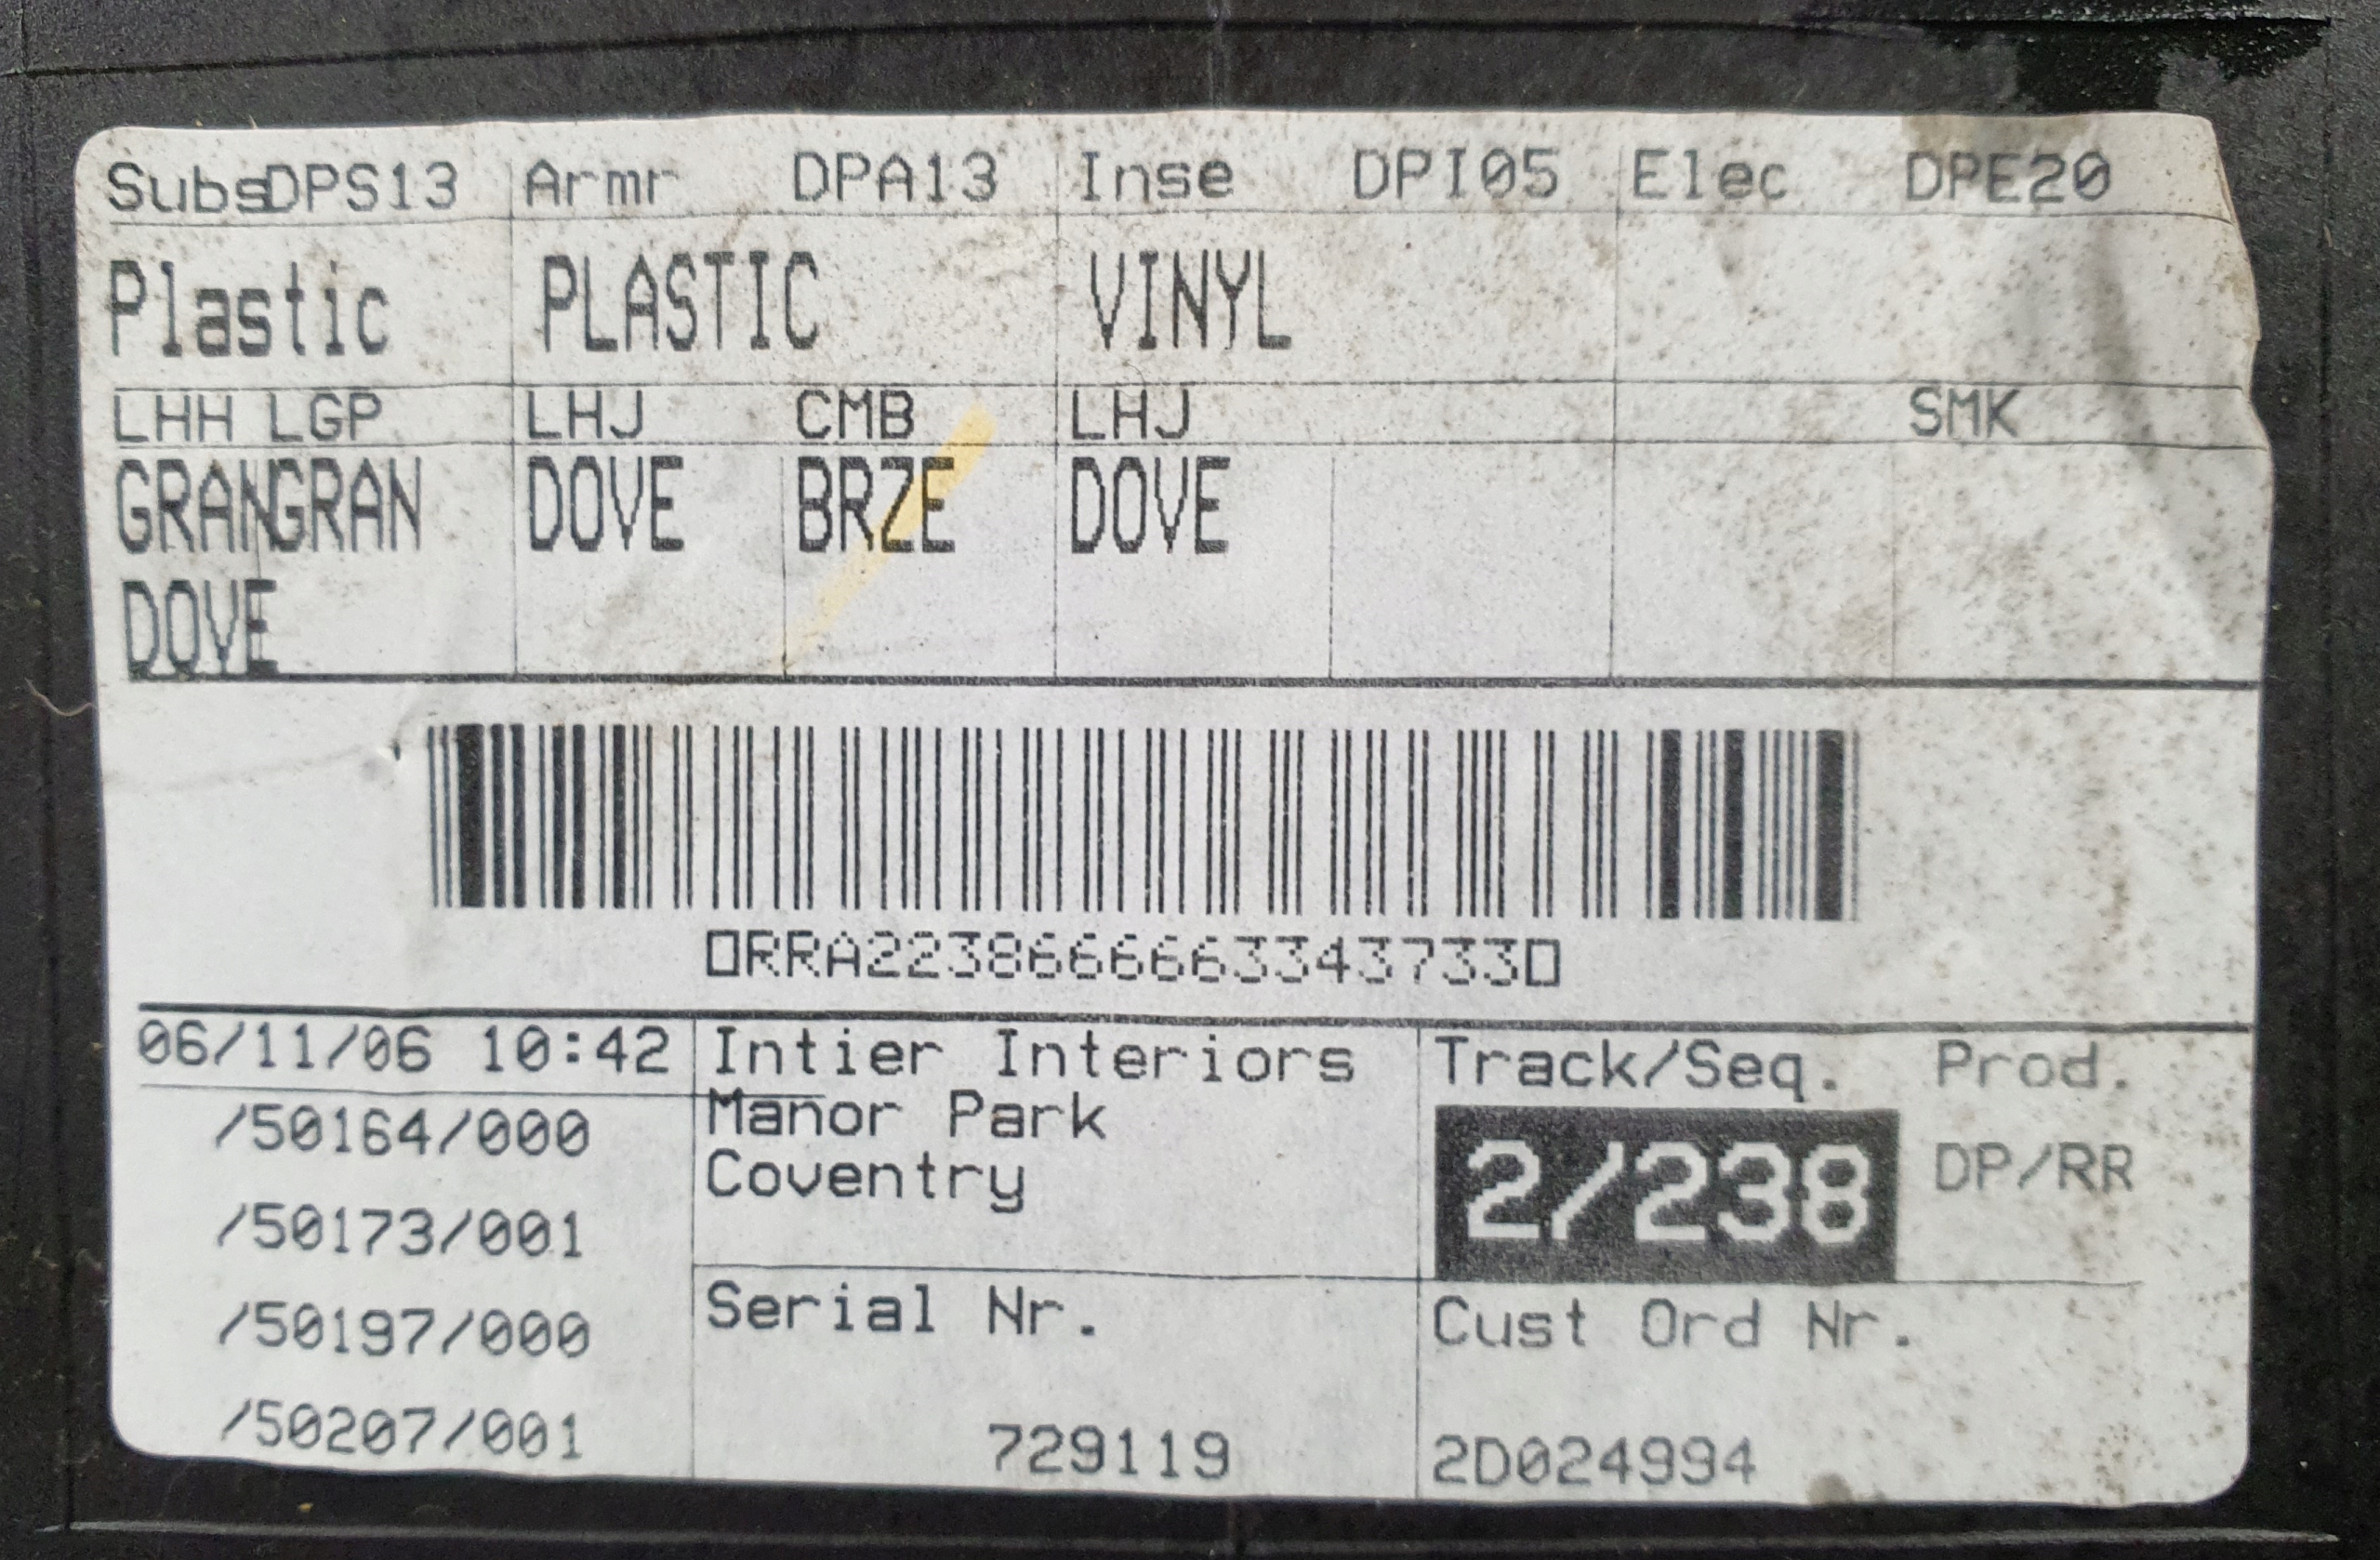 SubsDPS13 Armr DPA13 Inse DPI05 Elec DPE20
Plastic PLASTIC VINYL
LHH LGP LHJ CMB LHJ SMK
GRANGRAN DOVE BRZE DOVE
DOVE
▯RRA2238666663343733▯
06/11/06 10:42
/50164/000
/50173/001
/50197/000
/50207/001
Intier Interiors
Manor Park
Coventry
Serial Nr.
729119
Track/Seq. Prod.
2/238 DP/RR
Cust Ord Nr.
2D024994